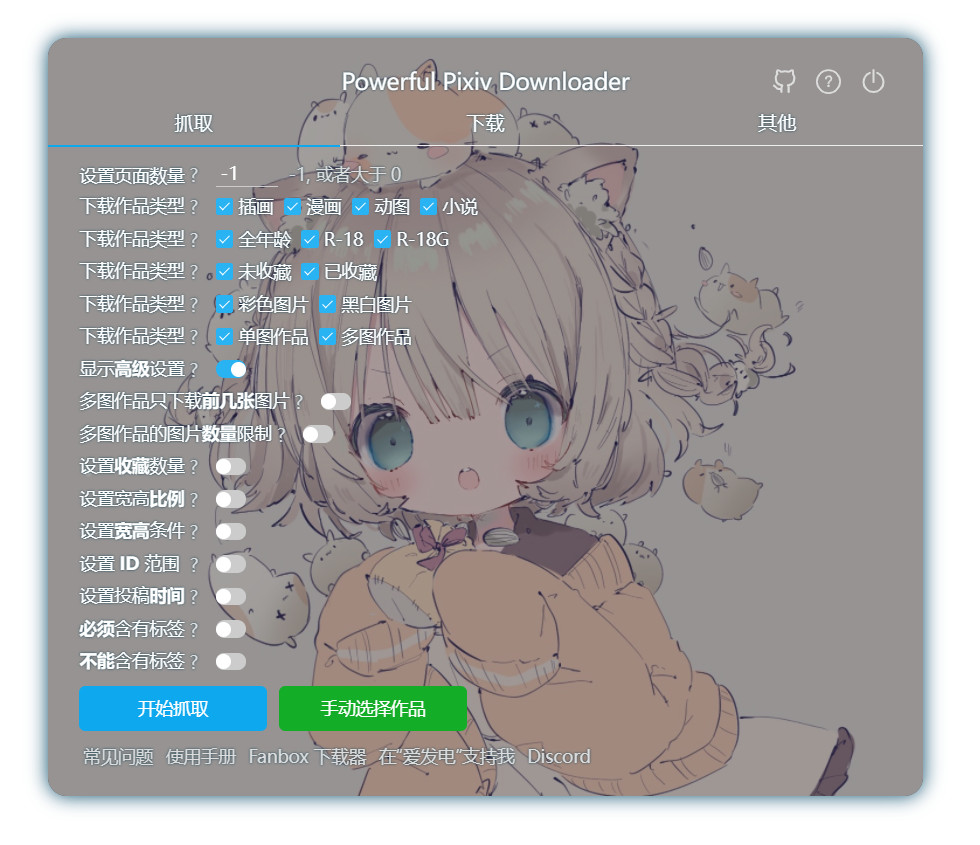 Powerful Pixiv Downloader
抓取 下载 其他
设置页面数量？ -1 -1, 或者大于 0
下载作品类型？ 插画 漫画 动图 小说
下载作品类型？ 全年龄 R-18 R-18G
下载作品类型？ 未收藏 已收藏
下载作品类型？ 彩色图片 黑白图片
下载作品类型？ 单图作品 多图作品
显示高级设置？
多图作品只下载前几张图片？
多图作品的图片数量限制？
设置收藏数量？
设置宽高比例？
设置宽高条件？
设置 ID 范围 ？
设置投稿时间？
必须含有标签？
不能含有标签？
开始抓取 手动选择作品
常见问题 使用手册 Fanbox 下载器 在“爱发电”支持我 Discord